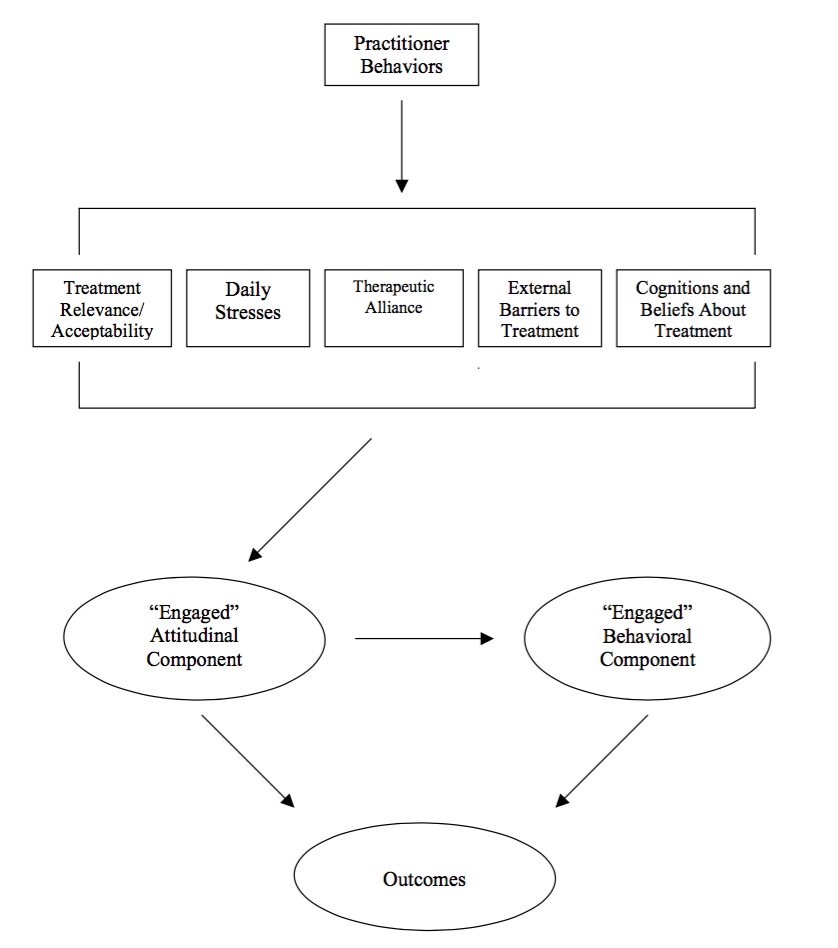 Practitioner
Behaviors
Treatment
Relevance/
Acceptability
Daily
Stresses
Therapeutic
Alliance
External
Barriers to
Treatment
Cognitions and
Beliefs About
Treatment
“Engaged”
Attitudinal
Component
“Engaged”
Behavioral
Component
Outcomes